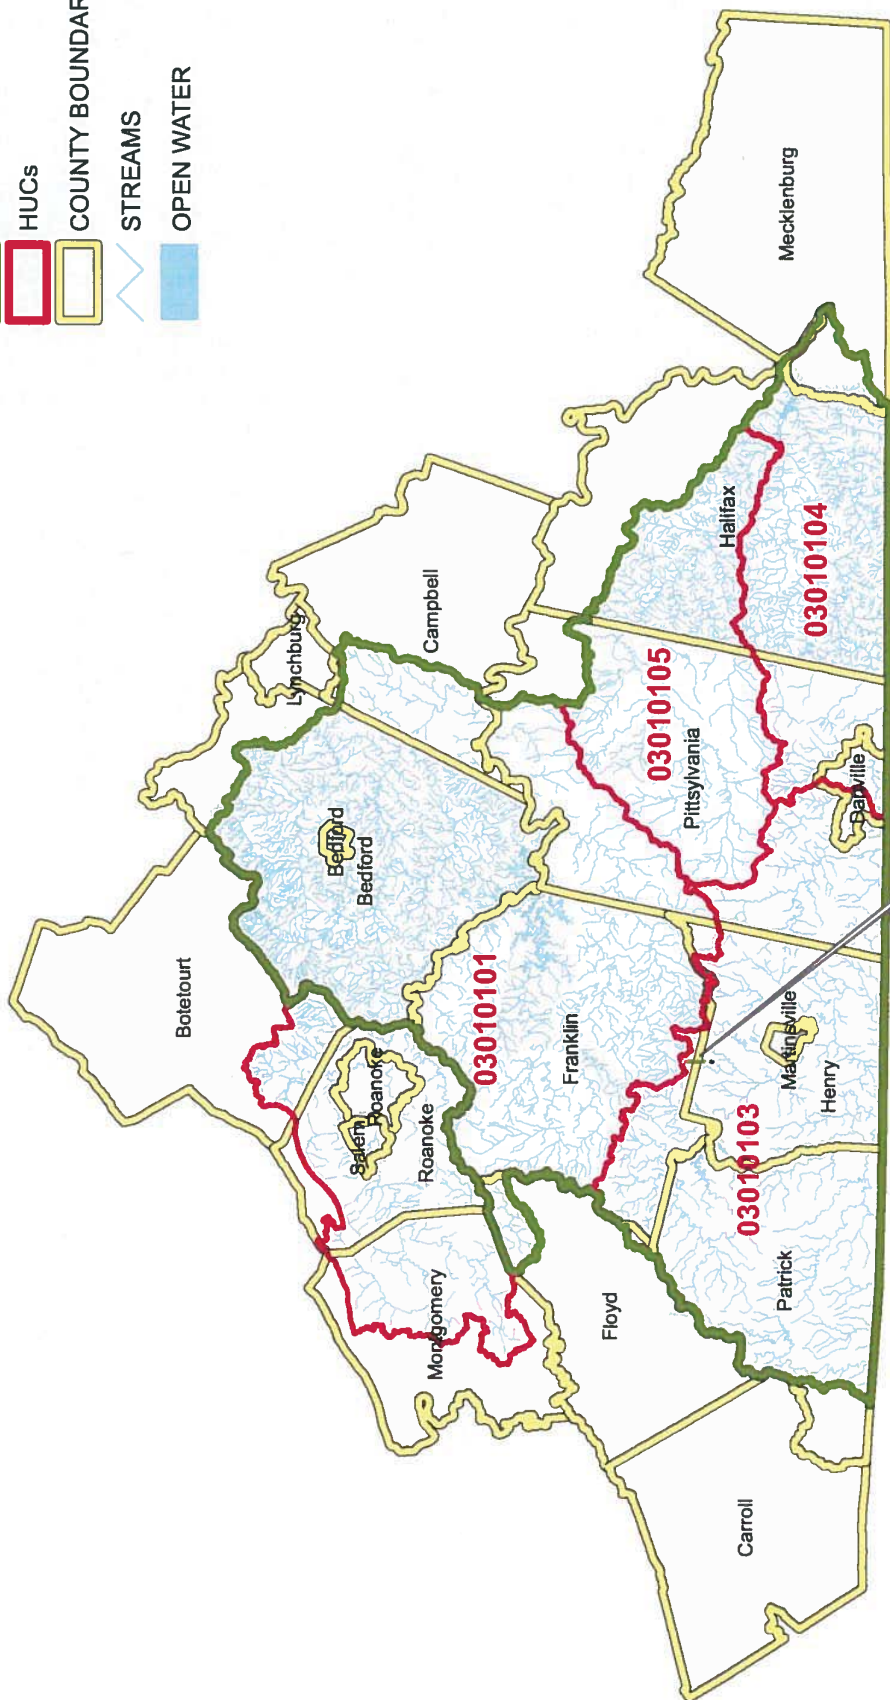 HUCs
COUNTY BOUNDAR
STREAMS
OPEN WATER
Botetourt
Lynchburg
Bedford
Bedford
Campbell
Salem
Roanoke
Roanoke
Montgomery
03010101
Franklin
Floyd
03010105
Pittsylvania
Halifax
Mecklenburg
03010104
03010103
Martinsville
Henry
Danville
Patrick
Carroll